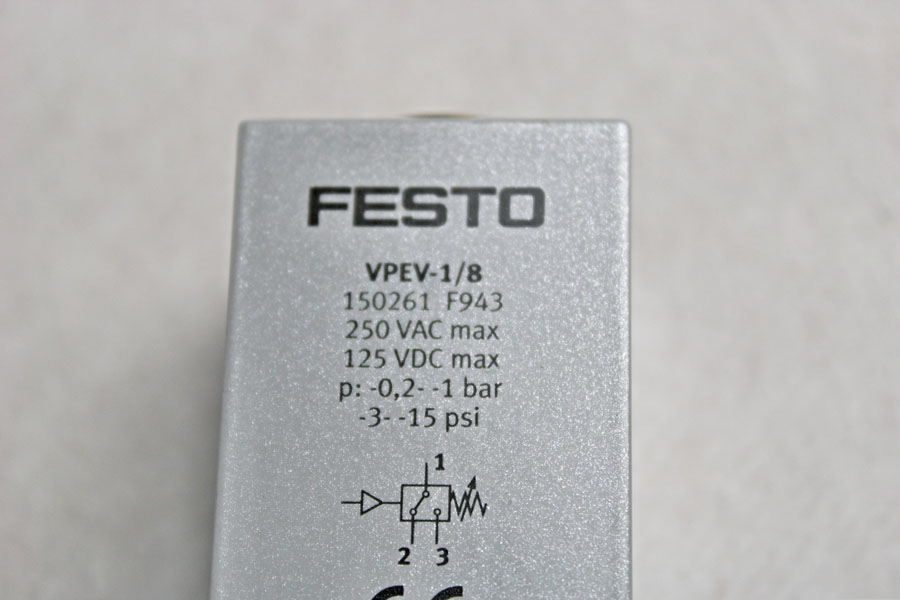 FESTO
VPEV-1/8
150261 F943
250 VAC max
125 VDC max
p: -0,2- -1 bar
-3- -15 psi
1
2 3